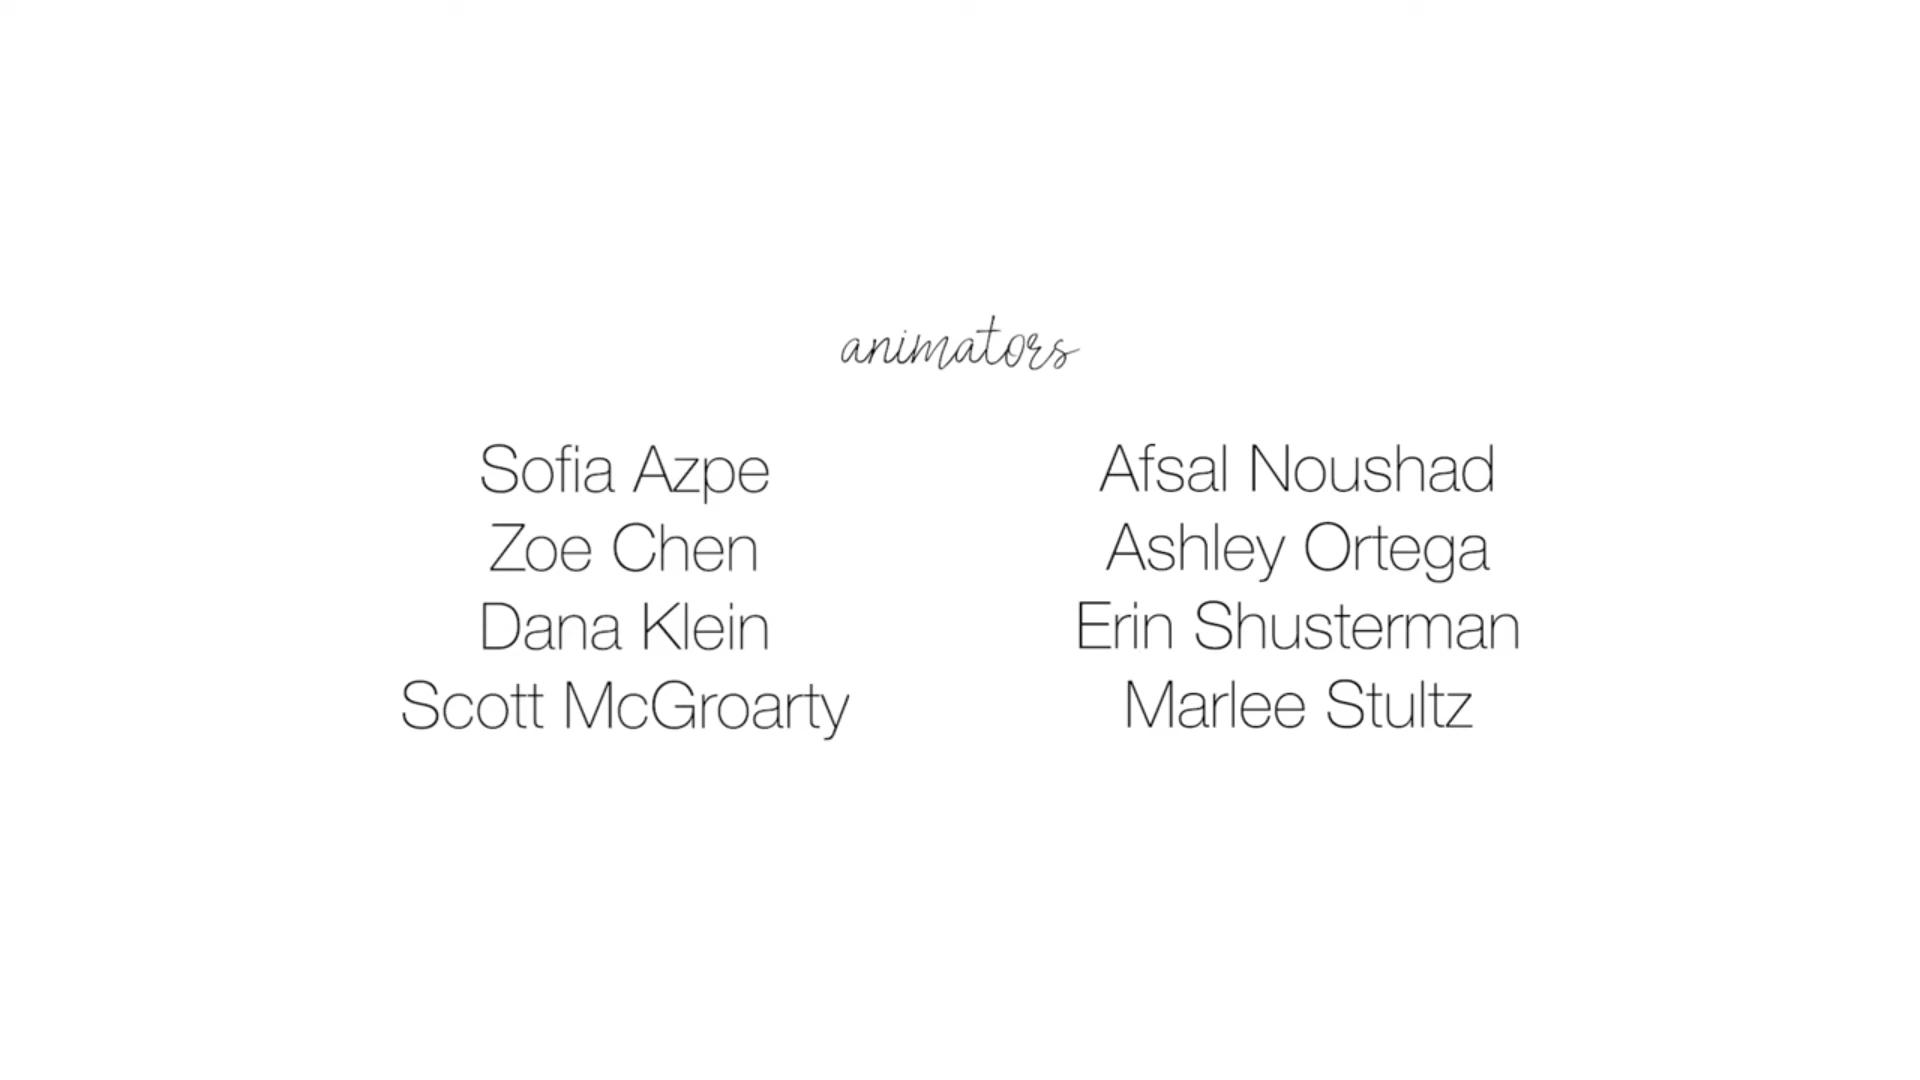 animators
Sofia Azpe
Zoe Chen
Dana Klein
Scott McGroarty
Afsal Noushad
Ashley Ortega
Erin Shusterman
Marlee Stultz